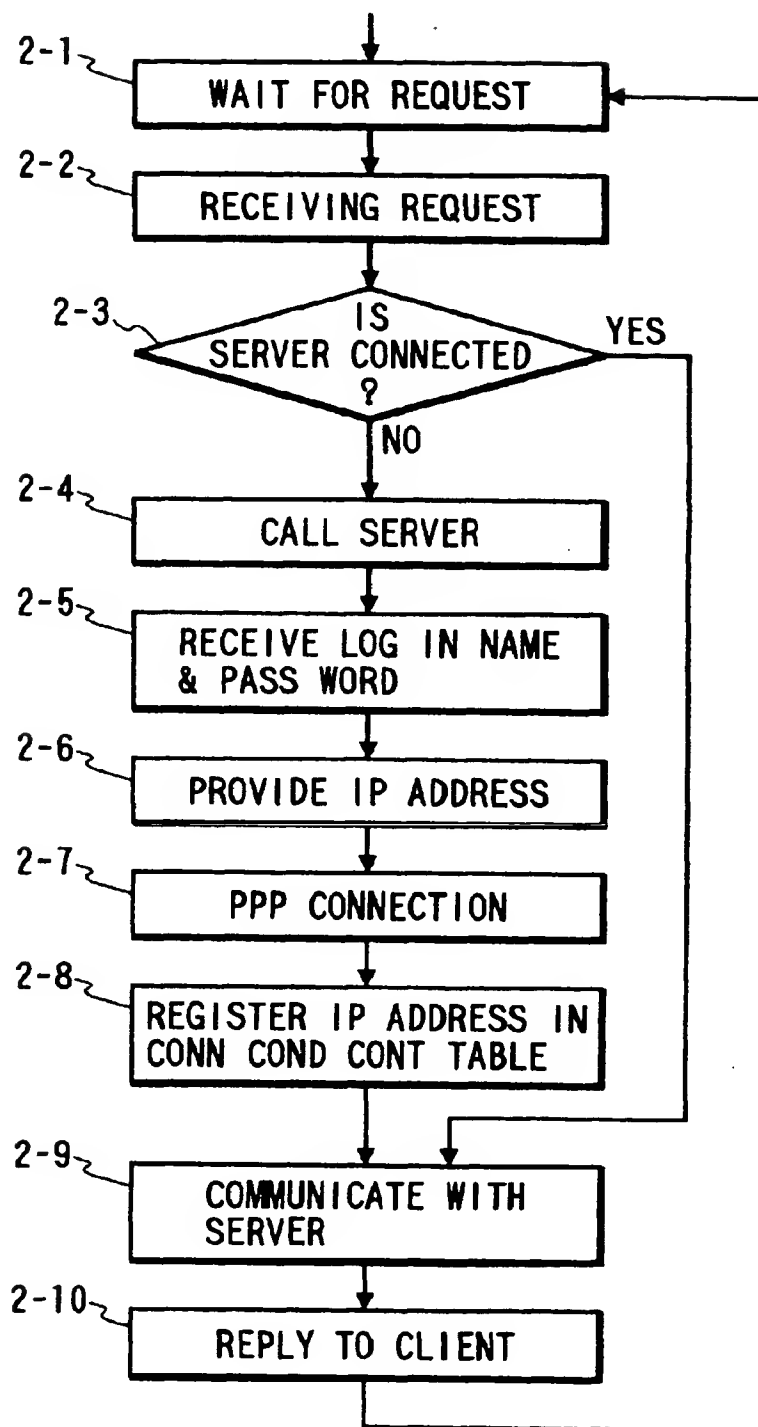 2-1
WAIT FOR REQUEST
2-2
RECEIVING REQUEST
2-3
IS
SERVER CONNECTED
?
YES
NO
2-4
CALL SERVER
2-5
RECEIVE LOG IN NAME
& PASS WORD
2-6
PROVIDE IP ADDRESS
2-7
PPP CONNECTION
2-8
REGISTER IP ADDRESS IN
CONN COND CONT TABLE
2-9
COMMUNICATE WITH
SERVER
2-10
REPLY TO CLIENT